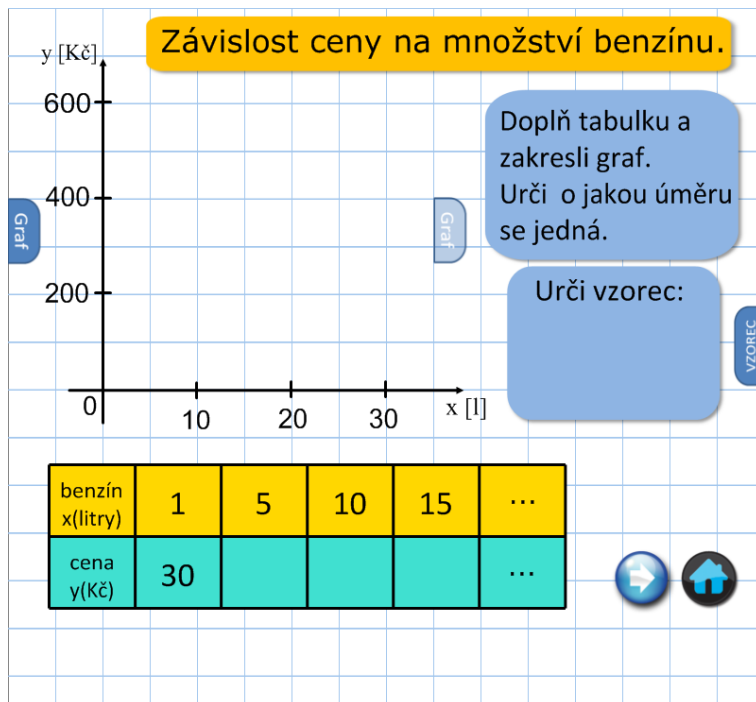 Závislost ceny na množství benzínu.
y [Kč]
600
400
200
0
10
20
30
x [l]
Graf
Graf
Doplň tabulku a
zakresli graf.
Urči o jakou úměru
se jedná.
Urči vzorec:
VZOREC
benzín
x(litry)
1
5
10
15
...
cena
y(Kč)
30
...